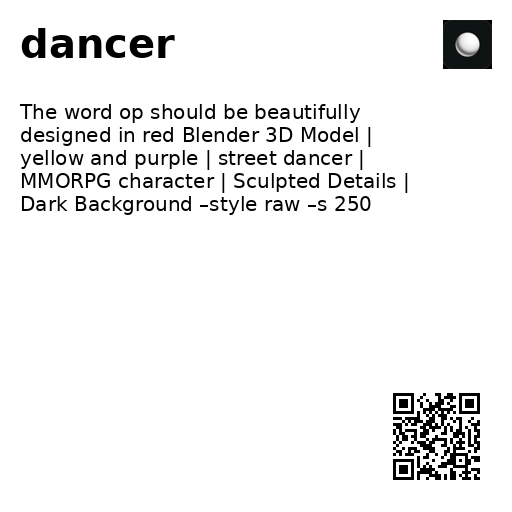 dancer
The word op should be beautifully
designed in red Blender 3D Model |
yellow and purple | street dancer |
MMORPG character | Sculpted Details |
Dark Background –style raw –s 250